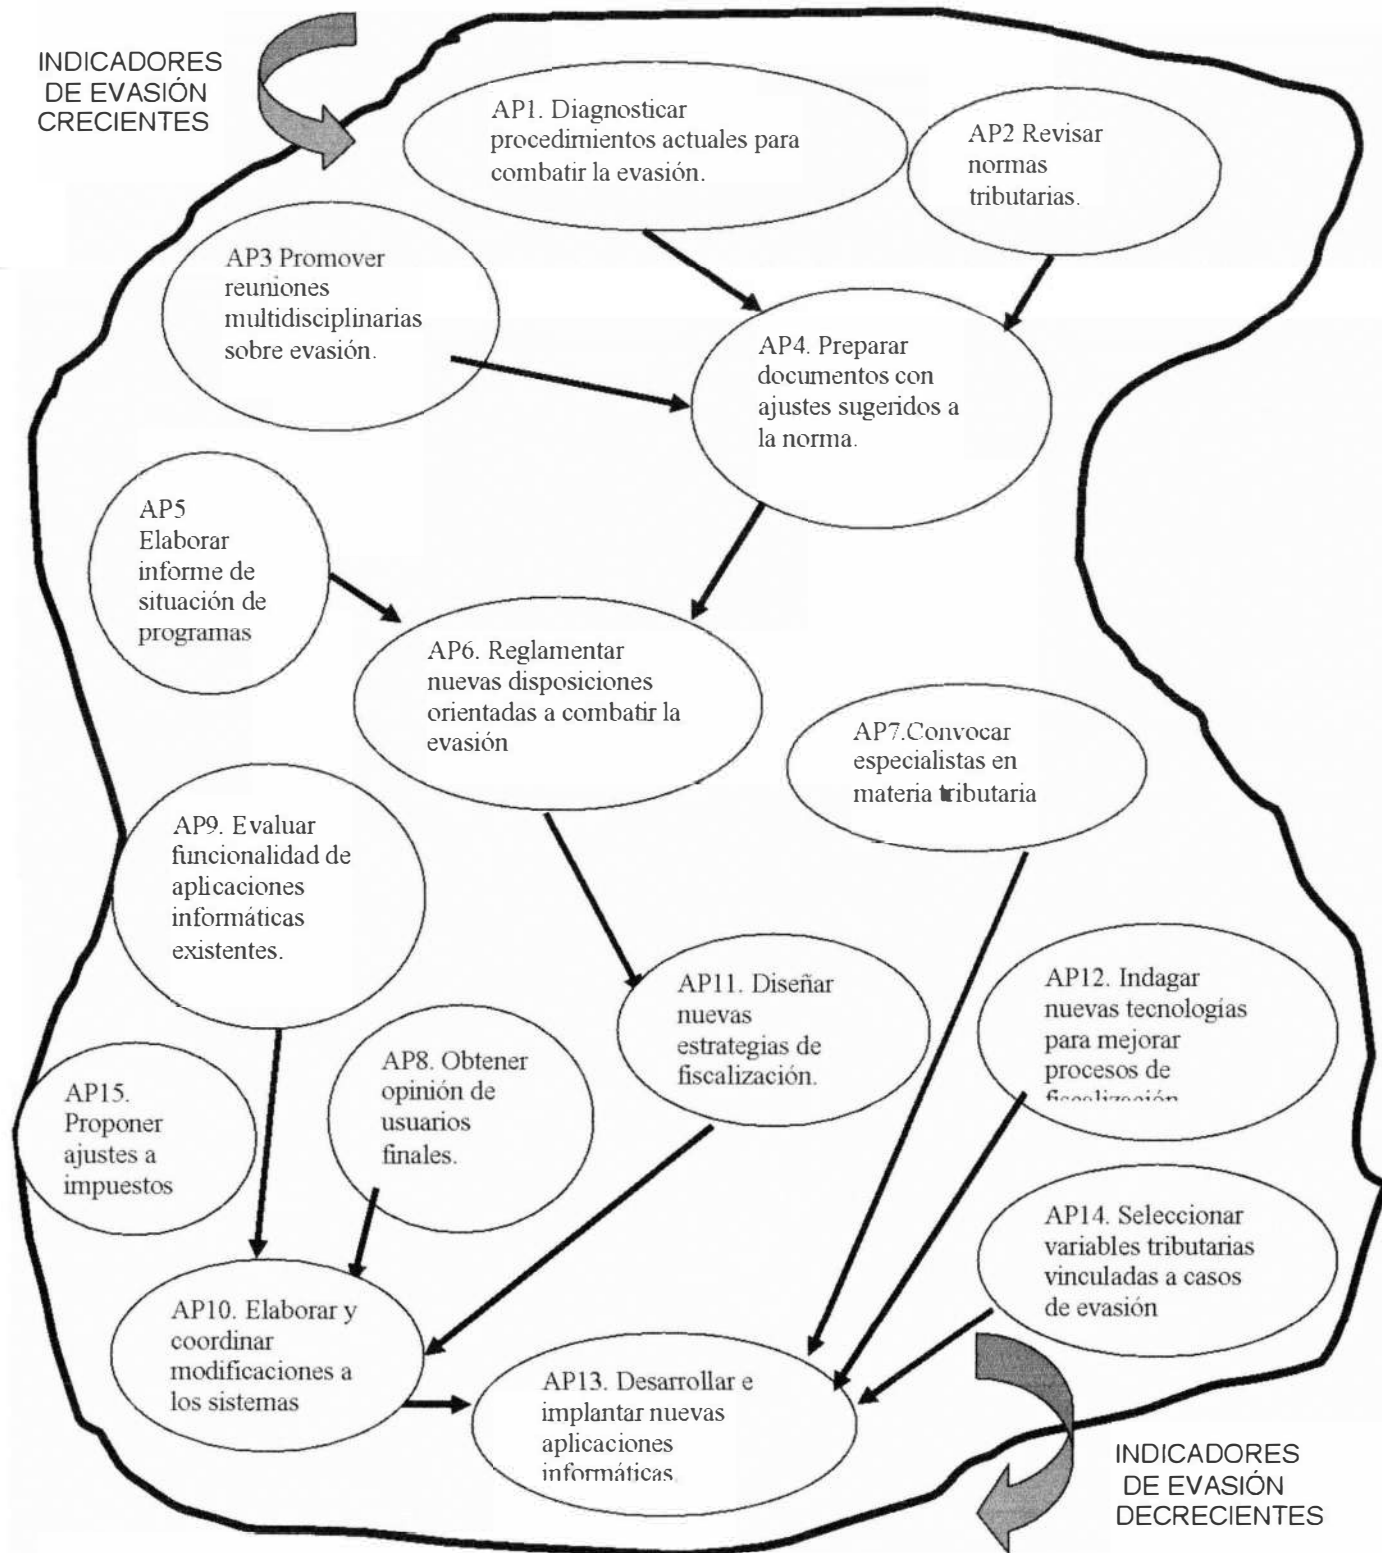 INDICADORES
DE EVASIÓN
CRECIENTES
AP1. Diagnosticar
procedimientos actuales para
combatir la evasión.
AP2 Revisar
normas
tributarias.
AP3 Promover
reuniones
multidisciplinarias
sobre evasión.
AP4. Preparar
documentos con
ajustes sugeridos a
la norma.
AP5
Elaborar
informe de
situación de
programas
AP6. Reglamentar
nuevas disposiciones
orientadas a combatir la
evasión
AP7.Convocar
especialistas en
materia tributaria
AP9. Evaluar
funcionalidad de
aplicaciones
informáticas
existentes.
AP11. Diseñar
nuevas
estrategias de
fiscalización.
AP12. Indagar
nuevas tecnologías
para mejorar
procesos de
fiscalización
AP8. Obtener
opinión de
usuarios
finales.
AP15.
Proponer
ajustes a
impuestos
AP14. Seleccionar
variables tributarias
vinculadas a casos
de evasión
AP10. Elaborar y
coordinar
modificaciones a
los sistemas
AP13. Desarrollar e
implantar nuevas
aplicaciones
informáticas.
INDICADORES
DE EVASIÓN
DECRECIENTES